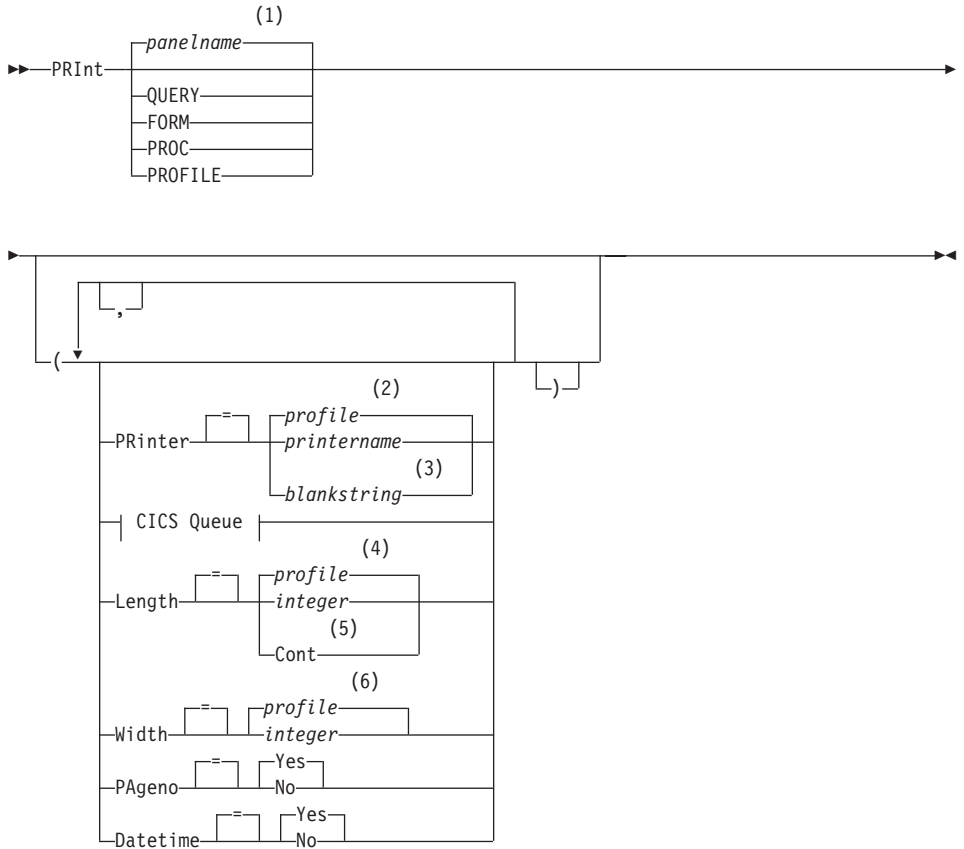 (1)
panelname
PRInt
QUERY
FORM
PROC
PROFILE
,
(
)
(2)
= profile
PRinter printername
(3)
blankstring
CICS Queue
(4)
= profile
Length integer
(5)
Cont
(6)
= profile
Width integer
= Yes
PAgeno No
= Yes
Datetime No